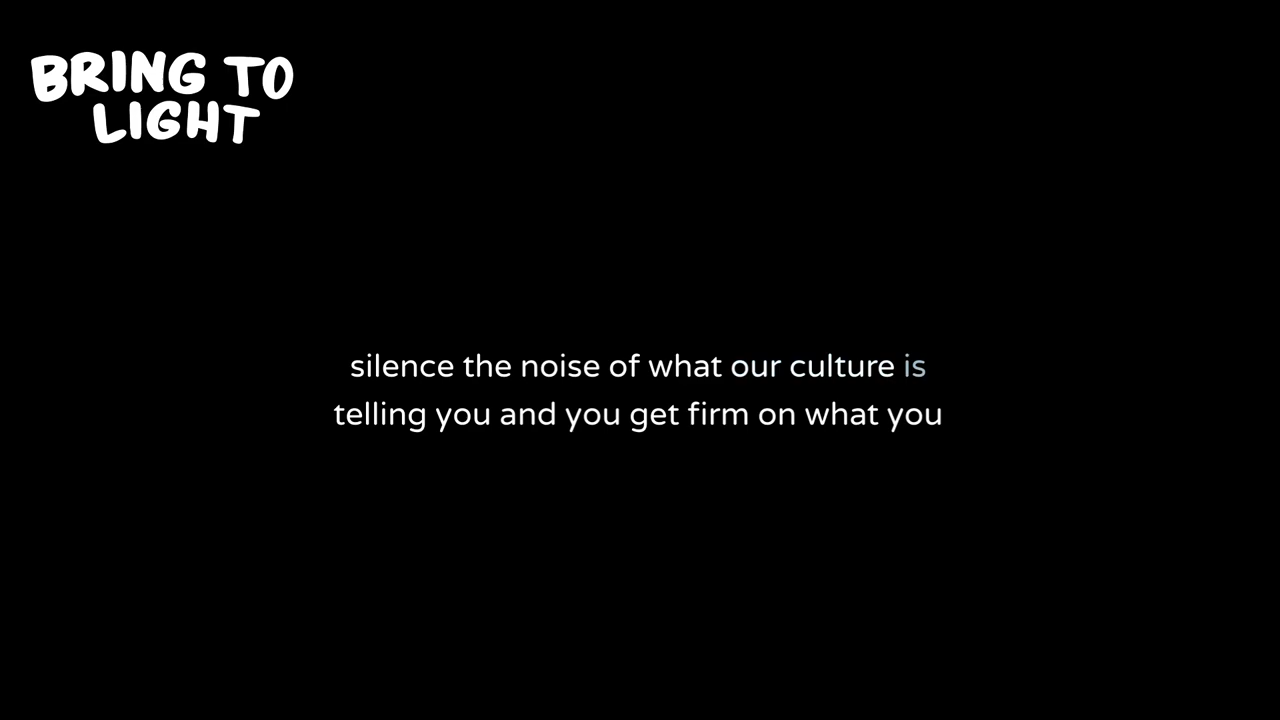 BRING TO
LIGHT
silence the noise of what our culture is
telling you and you get firm on what you